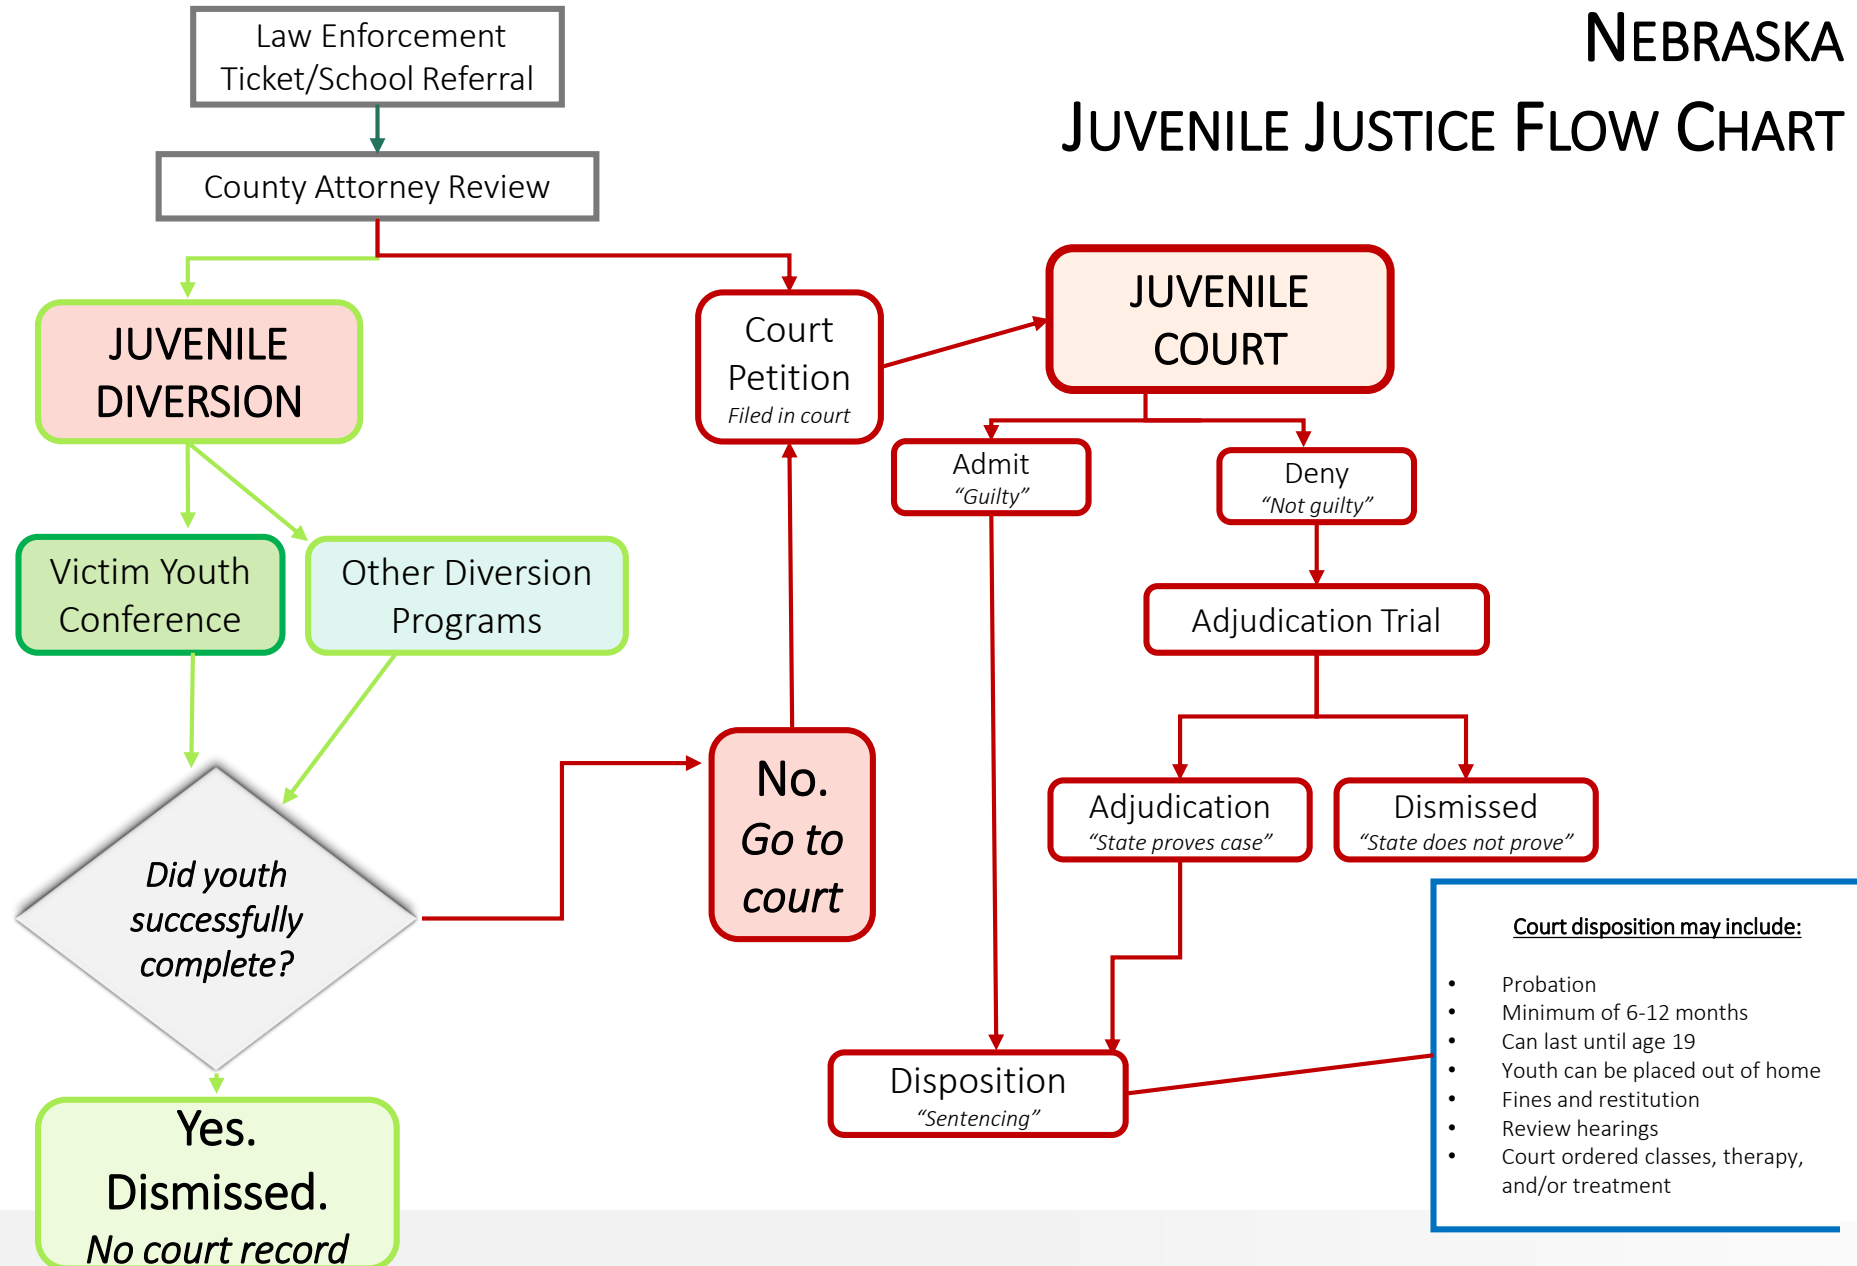 NEBRASKA
JUVENILE JUSTICE FLOW CHART
Law Enforcement
Ticket/School Referral
County Attorney Review
JUVENILE
DIVERSION
Court
Petition
Filed in court
JUVENILE
COURT
Admit
“Guilty”
Deny
“Not guilty”
Victim Youth
Conference
Other Diversion
Programs
Adjudication Trial
Did youth
successfully
complete?
No.
Go to
court
Adjudication
“State proves case”
Dismissed
“State does not prove”
Disposition
“Sentencing”
Court disposition may include:
• Probation
• Minimum of 6-12 months
• Can last until age 19
• Youth can be placed out of home
• Fines and restitution
• Review hearings
• Court ordered classes, therapy,
and/or treatment
Yes.
Dismissed.
No court record